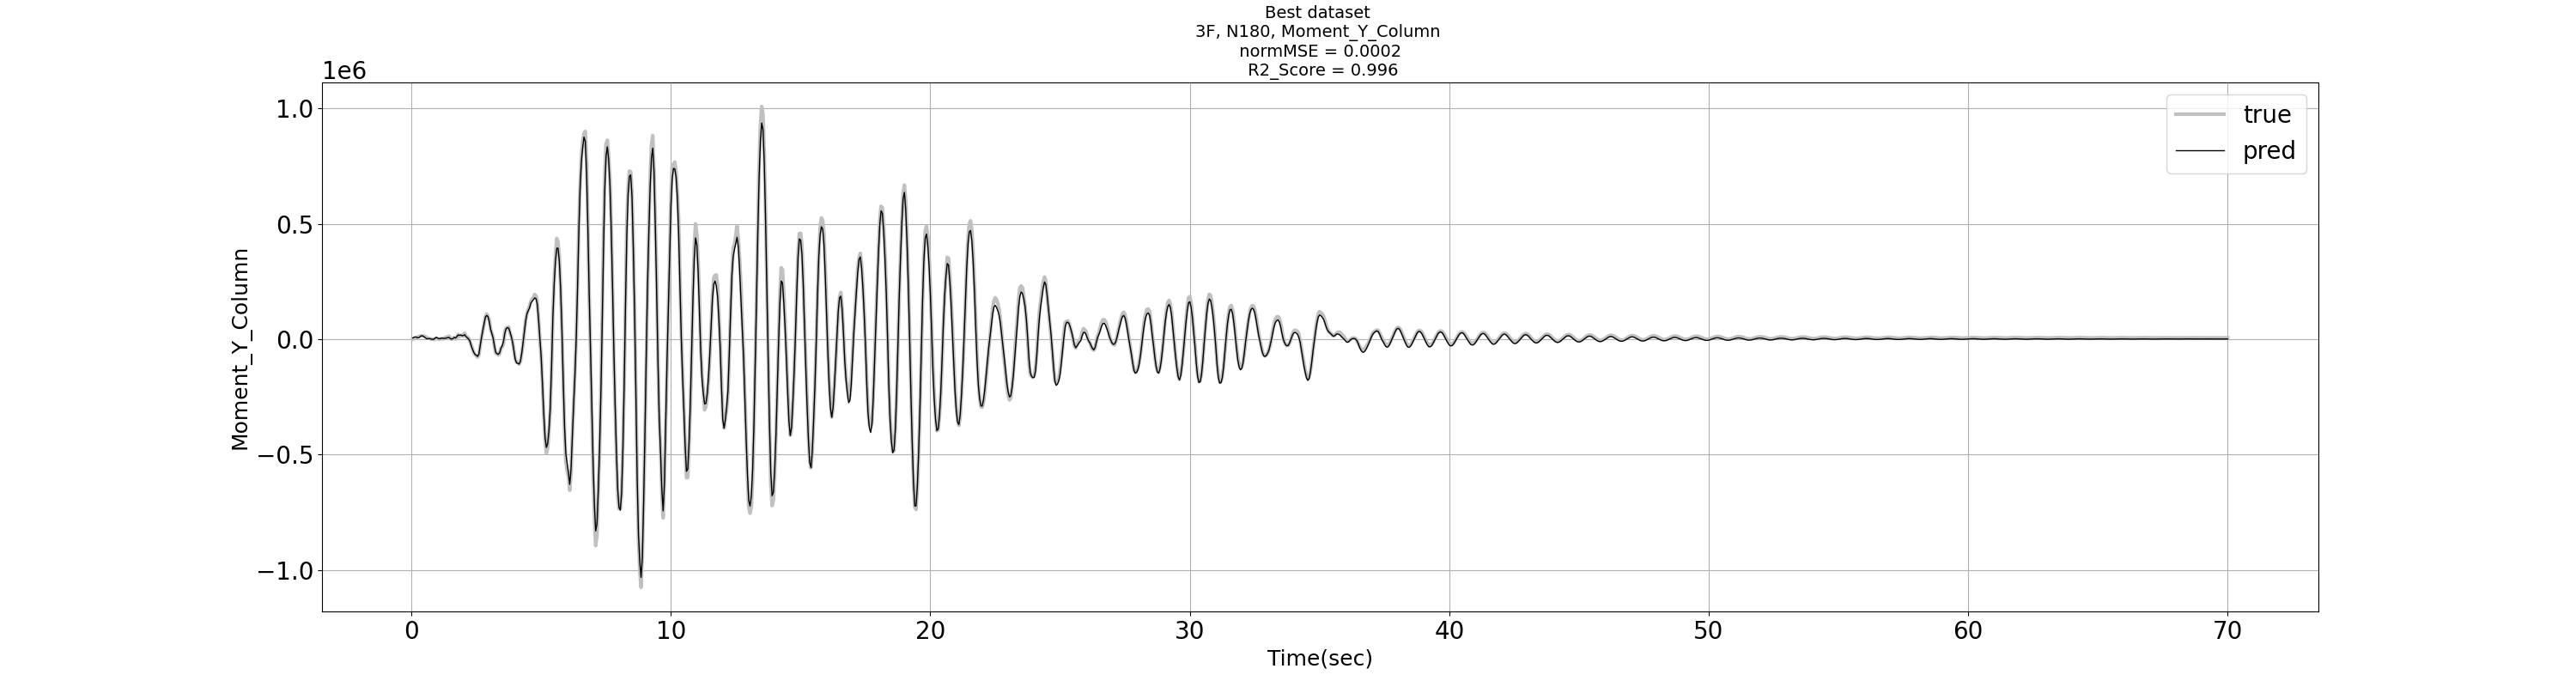 Best dataset
3F, N180, Moment_Y_Column
normMSE = 0.0002
R2_Score = 0.996
1e6
true
pred
1.0
0.5
0.0
−0.5
−1.0
Moment_Y_Column
0 10 20 30 40 50 60 70
Time(sec)